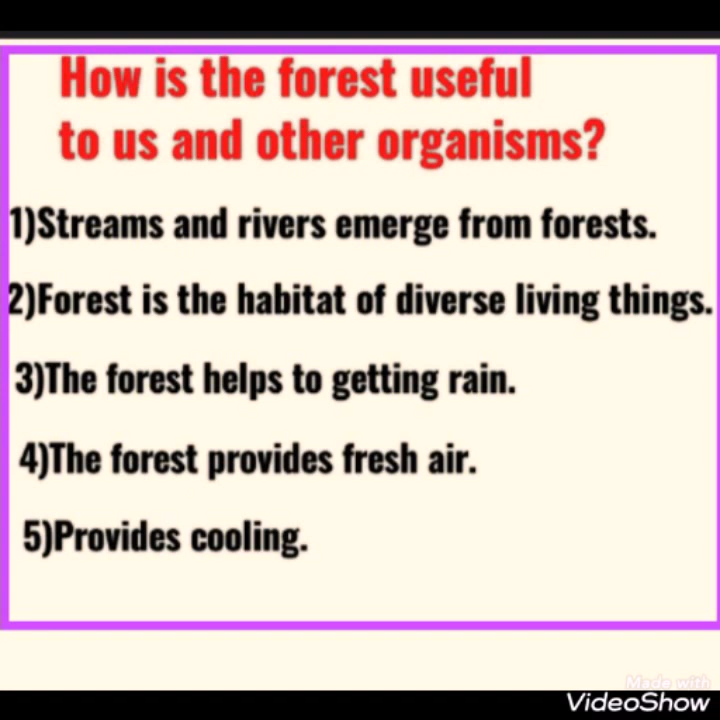 How is the forest useful
to us and other organisms?
1)Streams and rivers emerge from forests.
2)Forest is the habitat of diverse living things.
3)The forest helps to getting rain.
4)The forest provides fresh air.
5)Provides cooling.
Made with
VideoShow